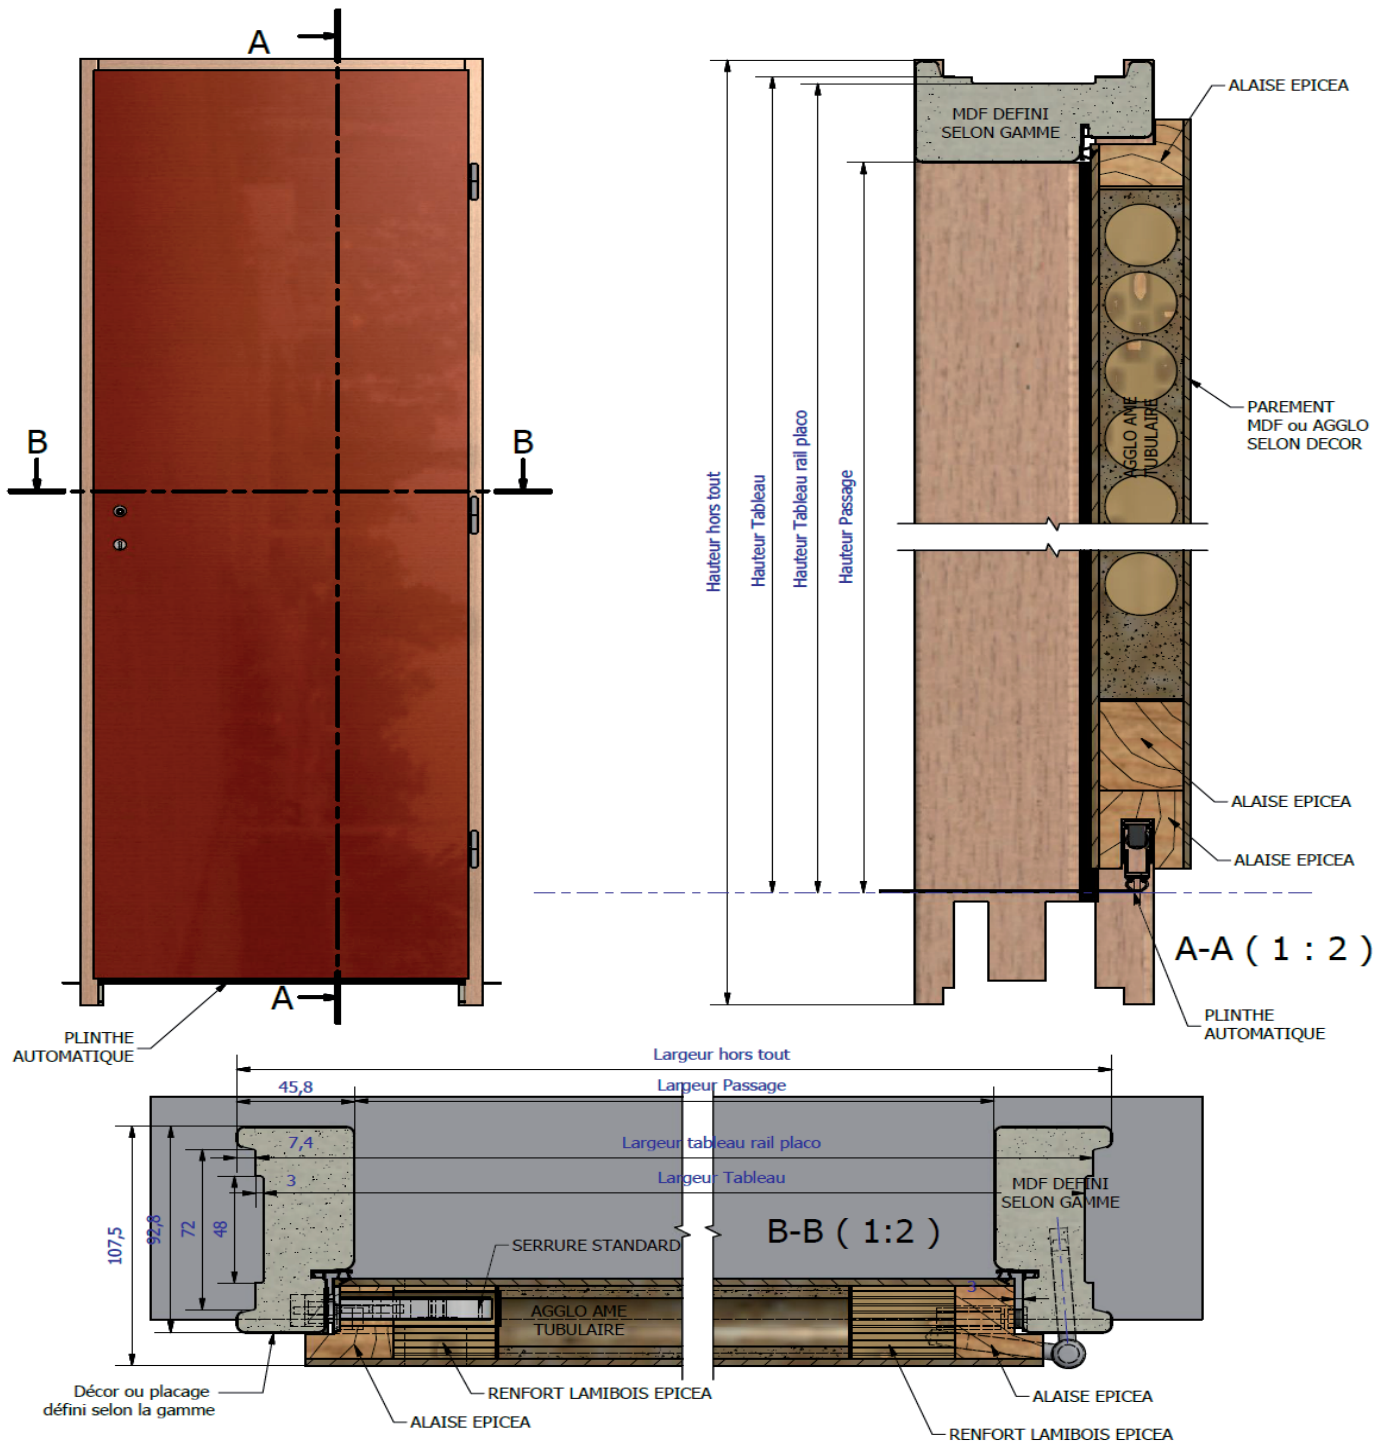 A
B
B
A
PLINTHE
AUTOMATIQUE
MDF DEFINI
SELON GAMME
ALAISE EPICEA
PAREMENT
MDF ou AGGLO
SELON DECOR
AGGLO AME
TUBULAIRE
Hauteur hors tout
Hauteur Tableau
Hauteur Tableau rail placo
Hauteur Passage
ALAISE EPICEA
ALAISE EPICEA
A-A ( 1 : 2 )
PLINTHE
AUTOMATIQUE
Largeur hors tout
45,8
Largeur Passage
7,4
Largeur tableau rail placo
3
Largeur Tableau
MDF DEFINI
SELON GAMME
107,5
92,8
72
48
B-B ( 1:2 )
SERRURE STANDARD
3
AGGLO AME
TUBULAIRE
Décor ou placage
défini selon la gamme
RENFORT LAMIBOIS EPICEA
ALAISE EPICEA
ALAISE EPICEA
RENFORT LAMIBOIS EPICEA